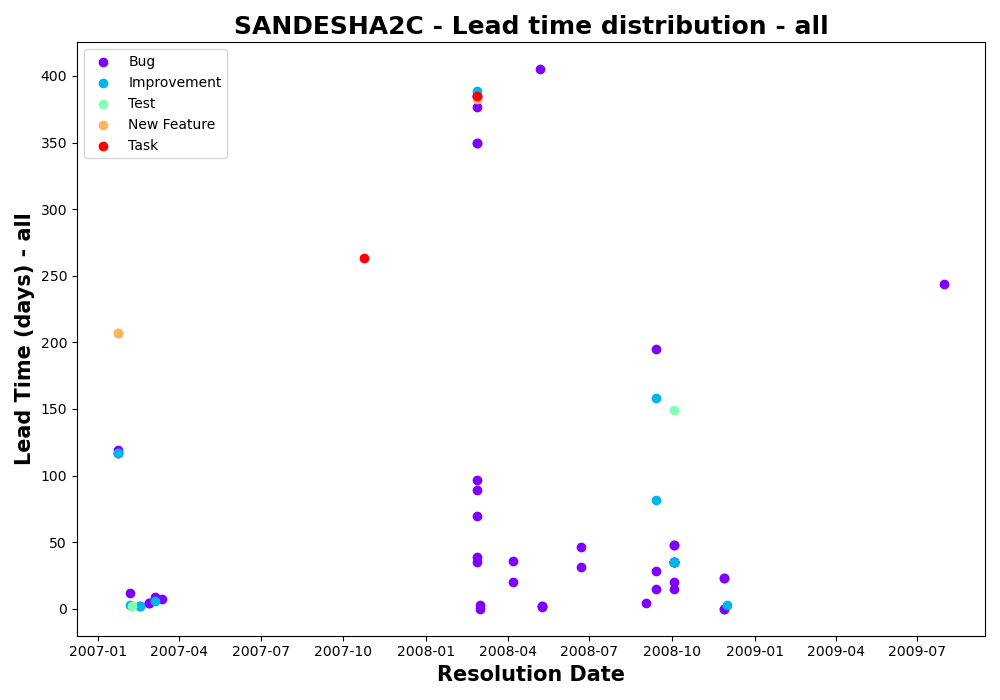 SANDESHA2C - Lead time distribution - all
Bug
Improvement
Test
New Feature
Task
Lead Time (days) - all
400
350
300
250
200
150
100
50
0
2007-01 2007-04 2007-07 2007-10 2008-01 2008-04 2008-07 2008-10 2009-01 2009-04 2009-07
Resolution Date